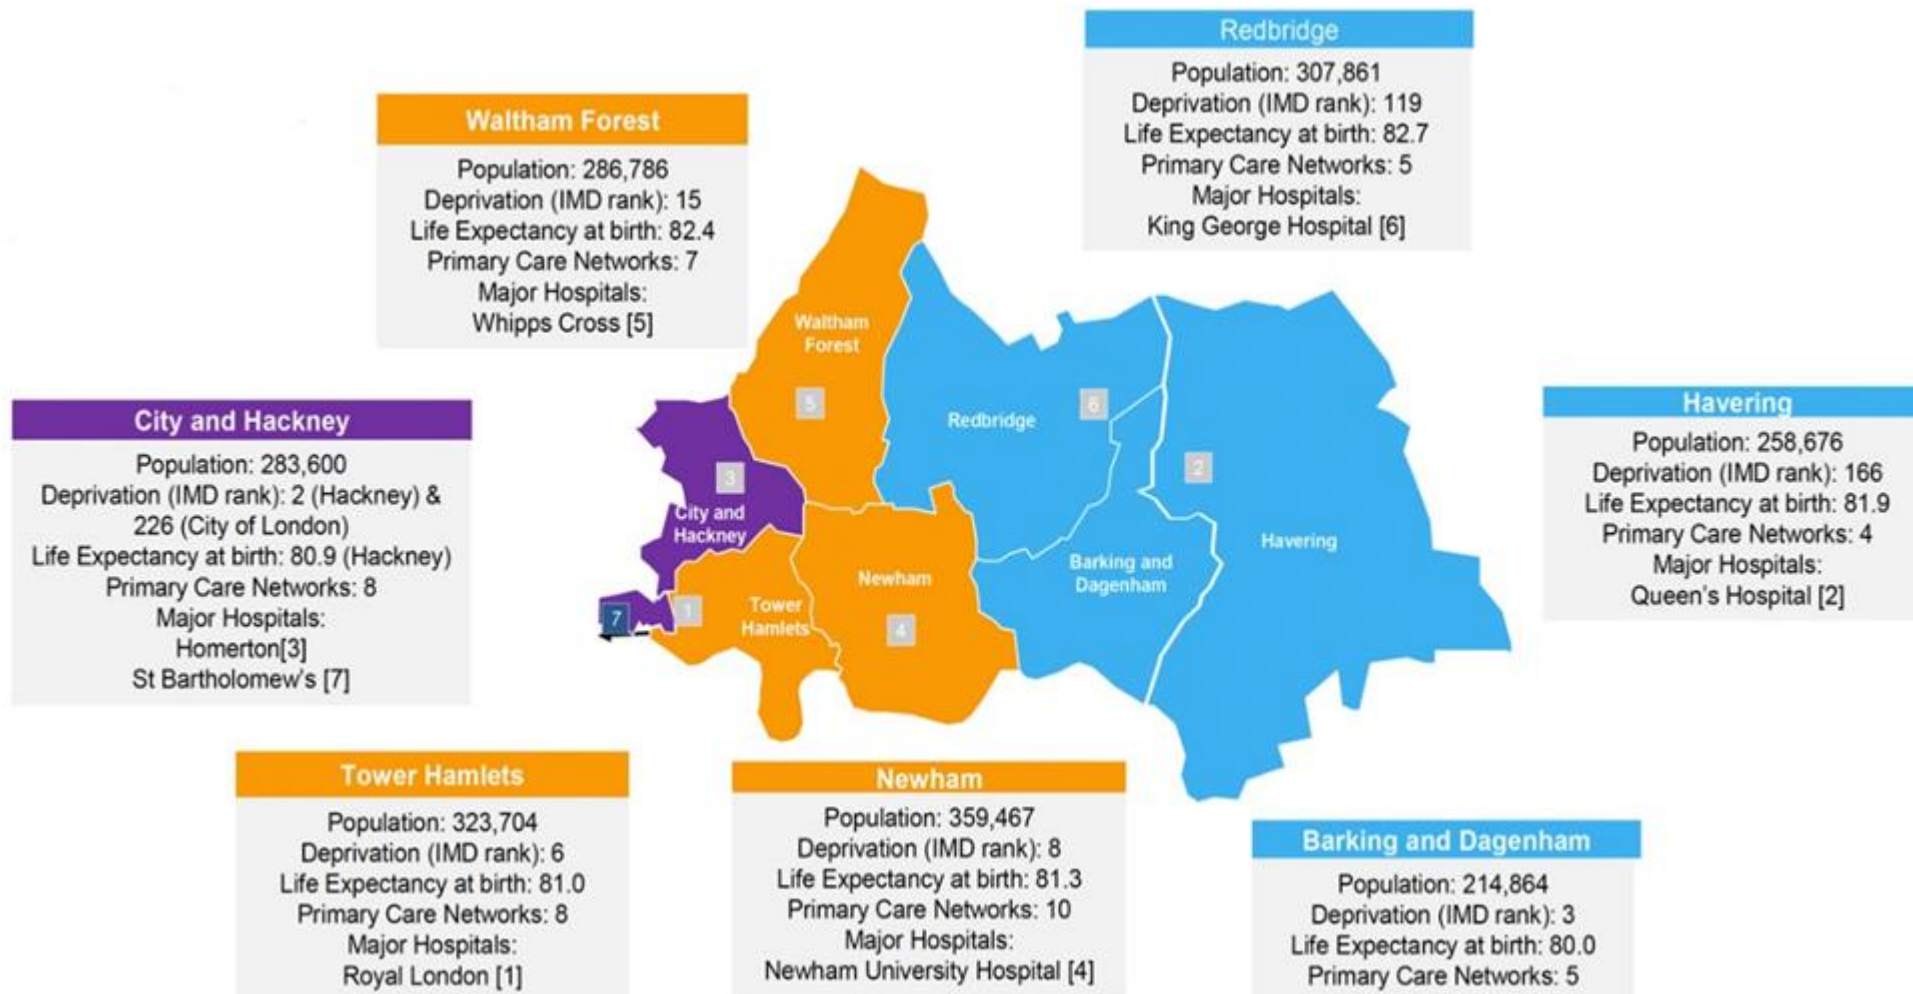 Redbridge
Population: 307,861
Deprivation (IMD rank): 119
Life Expectancy at birth: 82.7
Primary Care Networks: 5
Major Hospitals:
King George Hospital [6]
Waltham Forest
Population: 286,786
Deprivation (IMD rank): 15
Life Expectancy at birth: 82.4
Primary Care Networks: 7
Major Hospitals:
Whipps Cross [5]
City and Hackney
Population: 283,600
Deprivation (IMD rank): 2 (Hackney) &
226 (City of London)
Life Expectancy at birth: 80.9 (Hackney)
Primary Care Networks: 8
Major Hospitals:
Homerton[3]
St Bartholomew's [7]
Waltham
Forest
5
Redbridge
6
3
City and
Hackney
2
Havering
Barking and
Dagenham
Newham
4
Tower
Hamlets
1
7
Havering
Population: 258,676
Deprivation (IMD rank): 166
Life Expectancy at birth: 81.9
Primary Care Networks: 4
Major Hospitals:
Queen's Hospital [2]
Tower Hamlets
Population: 323,704
Deprivation (IMD rank): 6
Life Expectancy at birth: 81.0
Primary Care Networks: 8
Major Hospitals:
Royal London [1]
Newham
Population: 359,467
Deprivation (IMD rank): 8
Life Expectancy at birth: 81.3
Primary Care Networks: 10
Major Hospitals:
Newham University Hospital [4]
Barking and Dagenham
Population: 214,864
Deprivation (IMD rank): 3
Life Expectancy at birth: 80.0
Primary Care Networks: 5